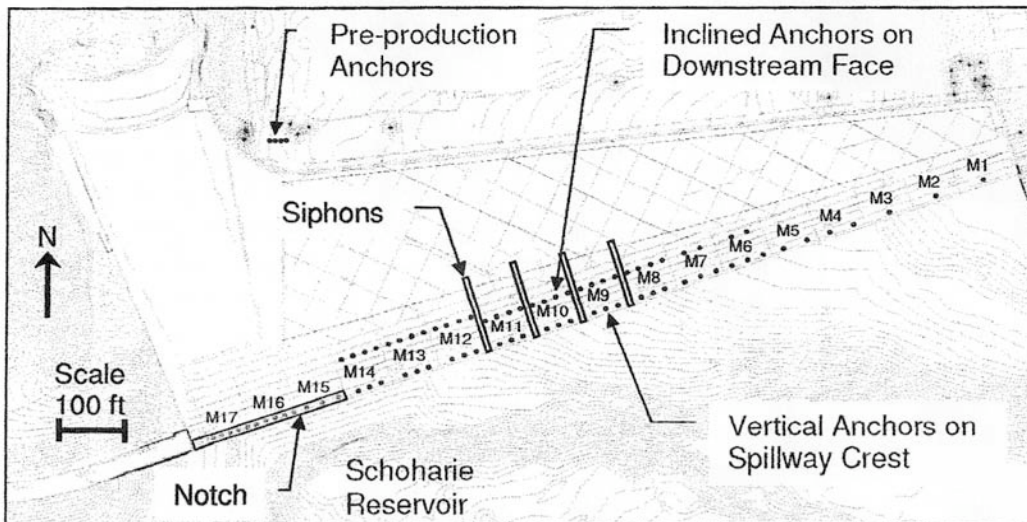 Pre-production
Anchors
Inclined Anchors on
Downstream Face
M1
M2
M3
M4
M5
M6
M7
M8
M9
M10
M11
M12
M13
M14
M15
M16
M17
Siphons
N
Scale
100 ft
Notch
Schoharie
Reservoir
Vertical Anchors on
Spillway Crest